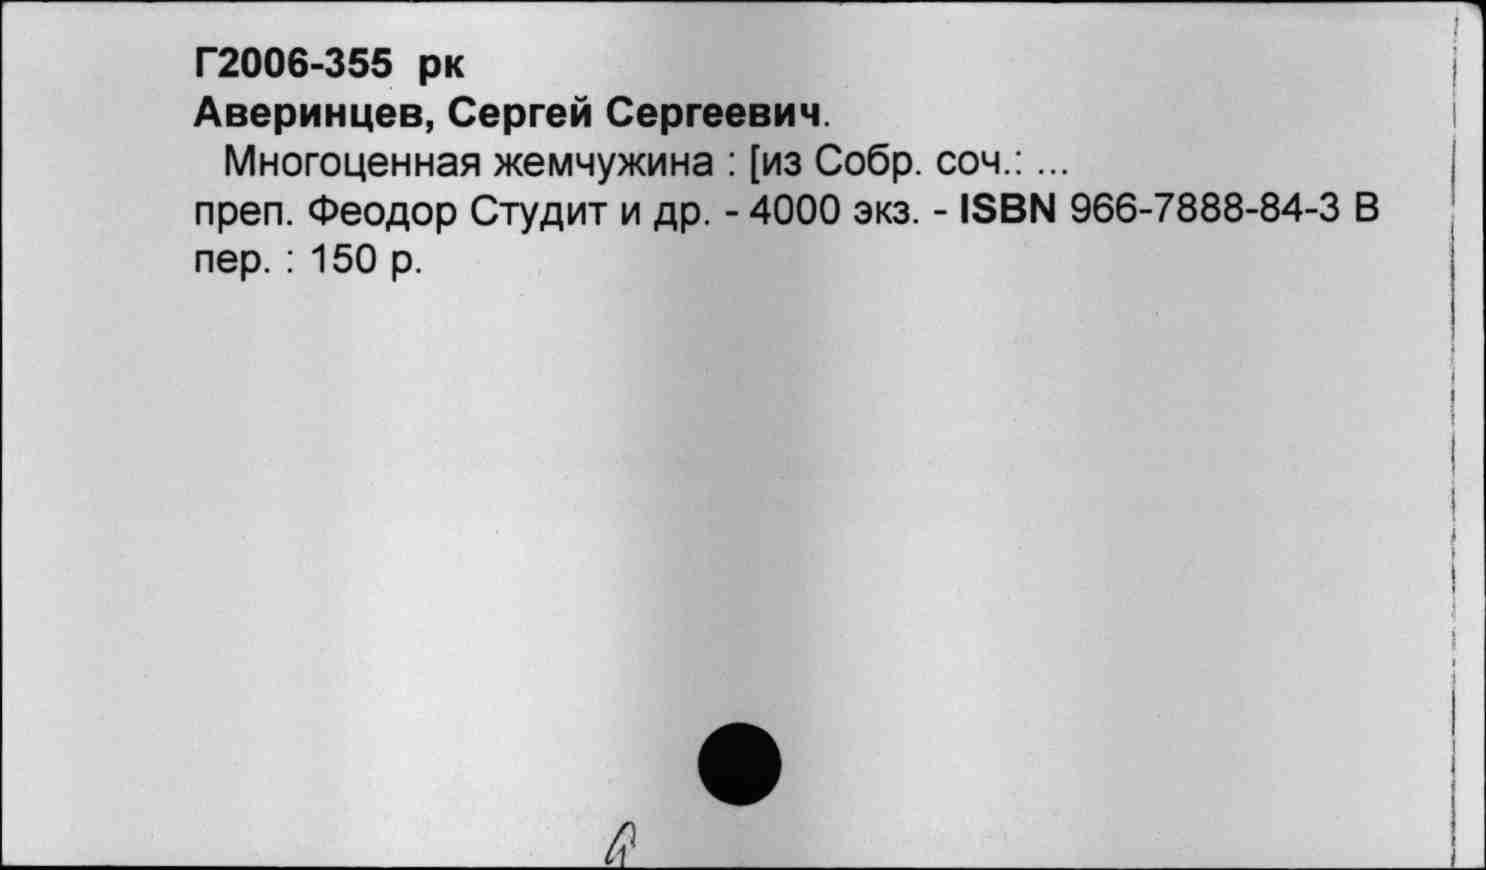 Г2006-355 рк
Аверинцев, Сергей Сергеевич.
Многоценная жемчужина : [из Собр. соч.: ...
преп. Феодор Студит и др. - 4000 экз. - ISBN 966-7888-84-3 В
пер. : 150 р.